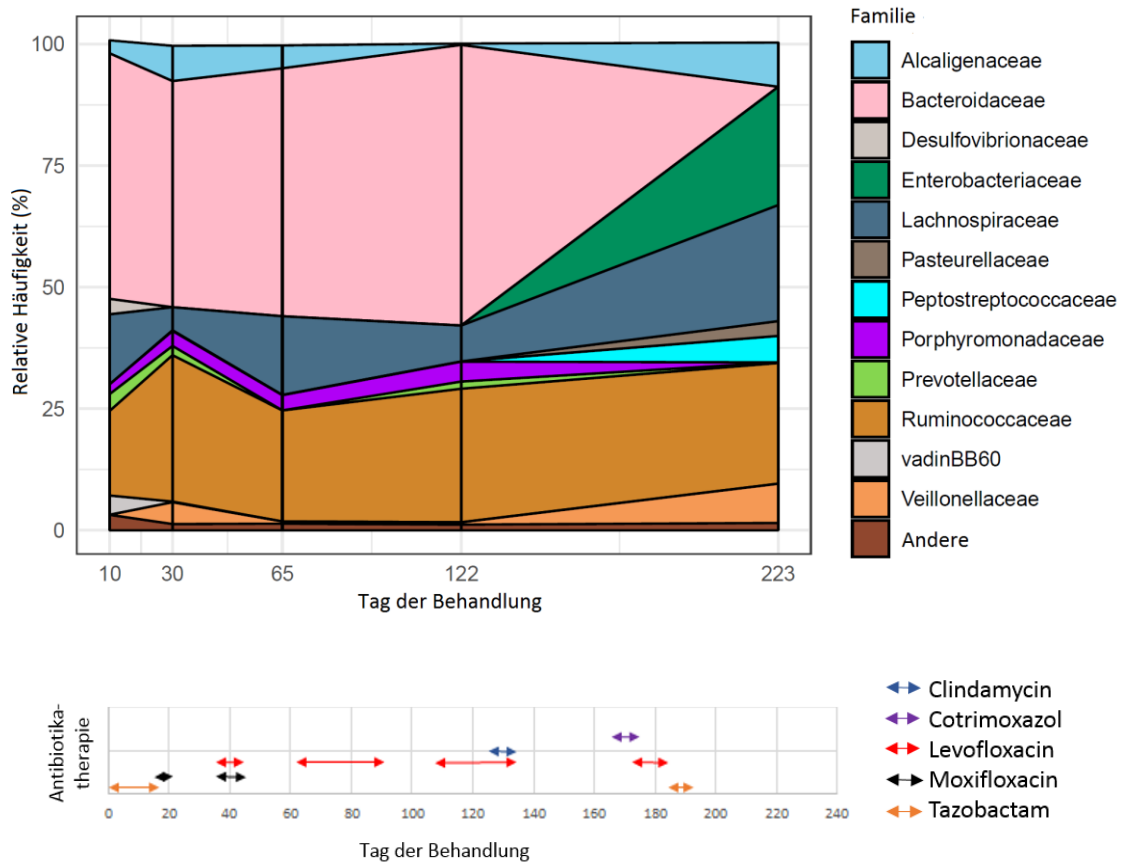 Familie
Alcaligenaceae
Bacteroidaceae
Desulfovibrionaceae
Enterobacteriaceae
Lachnospiraceae
Pasteurellaceae
Peptostreptococcaceae
Porphyromonadaceae
Prevotellaceae
Ruminococcaceae
vadinBB60
Veillonellaceae
Andere
Relative Häufigkeit (%)
100
75
50
25
0
10 30 65 122 223
Tag der Behandlung
Clindamycin
Cotrimoxazol
Levofloxacin
Moxifloxacin
Tazobactam
Antibiotika-
therapie
0 20 40 60 80 100 120 140 160 180 200 220 240
Tag der Behandlung